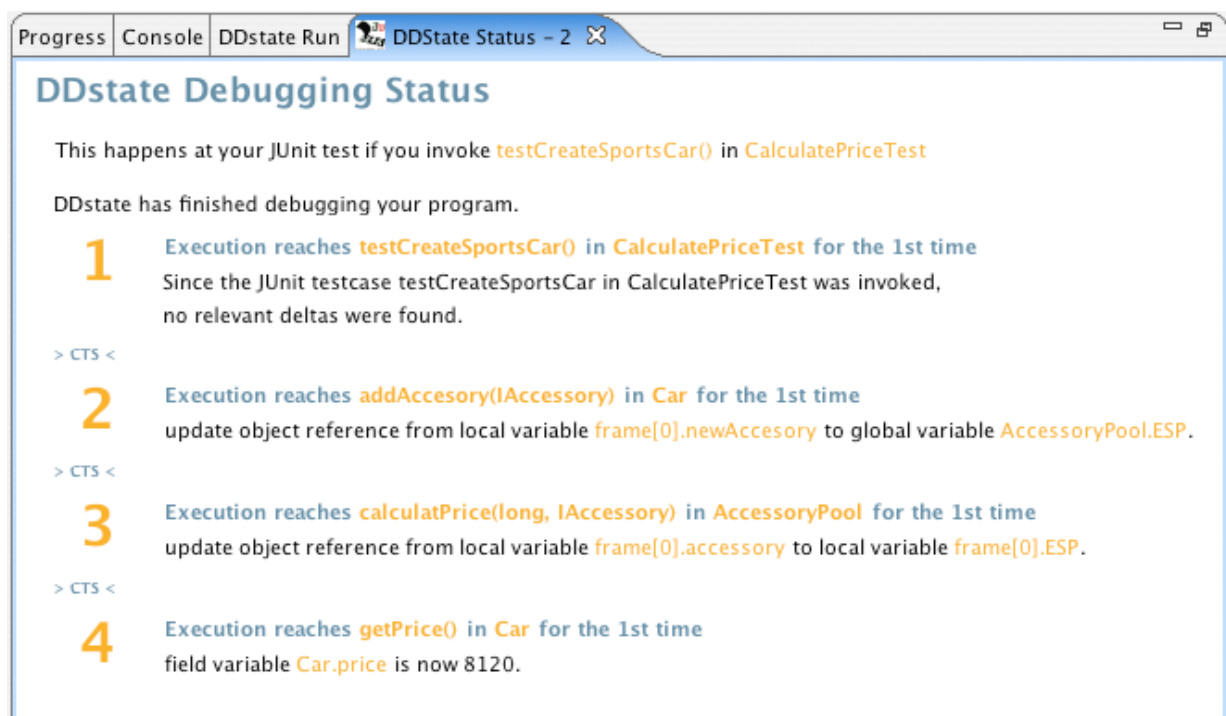 Progress Console DDstate Run DDState Status – 2
DDstate Debugging Status
This happens at your JUnit test if you invoke testCreateSportsCar() in CalculatePriceTest
DDstate has finished debugging your program.
1 Execution reaches testCreateSportsCar() in CalculatePriceTest for the 1st time
Since the JUnit testcase testCreateSportsCar in CalculatePriceTest was invoked,
no relevant deltas were found.
> CTS <
2 Execution reaches addAccesory(IAccessory) in Car for the 1st time
update object reference from local variable frame[0].newAccesory to global variable AccessoryPool.ESP.
> CTS <
3 Execution reaches calculatPrice(long, IAccessory) in AccessoryPool for the 1st time
update object reference from local variable frame[0].accessory to local variable frame[0].ESP.
> CTS <
4 Execution reaches getPrice() in Car for the 1st time
field variable Car.price is now 8120.